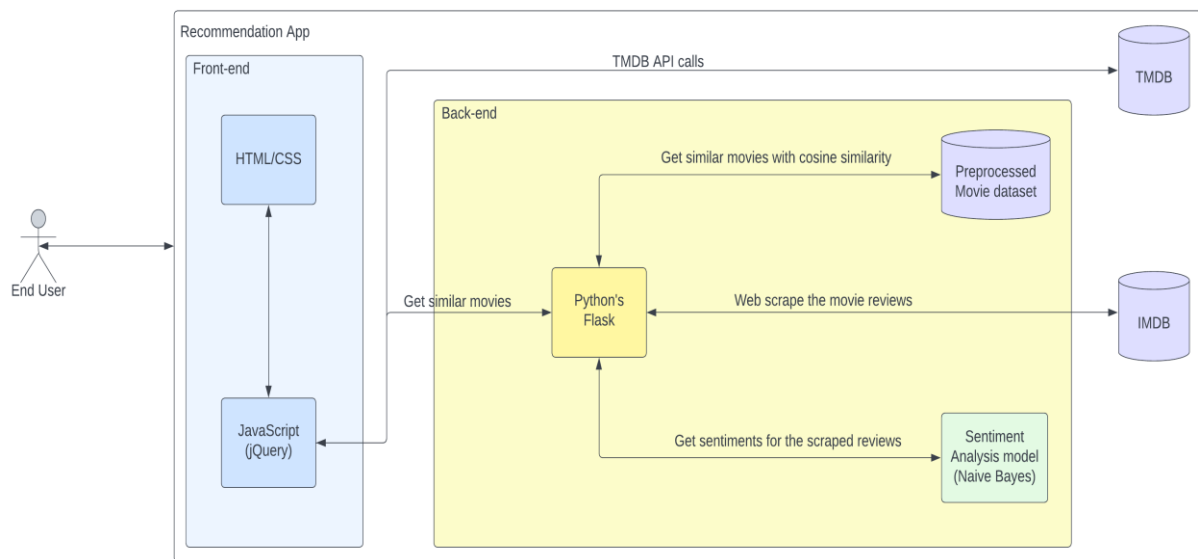 Recommendation App
Front-end
TMDB API calls
TMDB
Back-end
HTML/CSS
Get similar movies with cosine similarity
Preprocessed
Movie dataset
End User
Get similar movies
Python's
Flask
Web scrape the movie reviews
IMDB
JavaScript
(jQuery)
Get sentiments for the scraped reviews
Sentiment
Analysis model
(Naive Bayes)